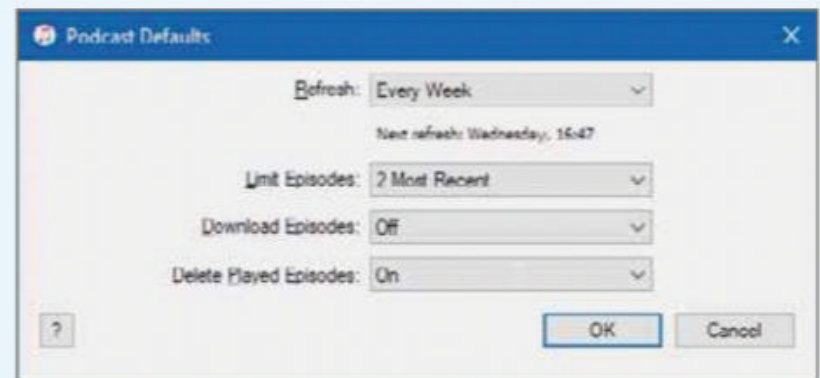 Podcast Defaults
Refresh: Every Week
Next refresh: Wednesday, 16:47
Limit Episodes: 2 Most Recent
Download Episodes: Off
Delete Played Episodes: On
? OK Cancel